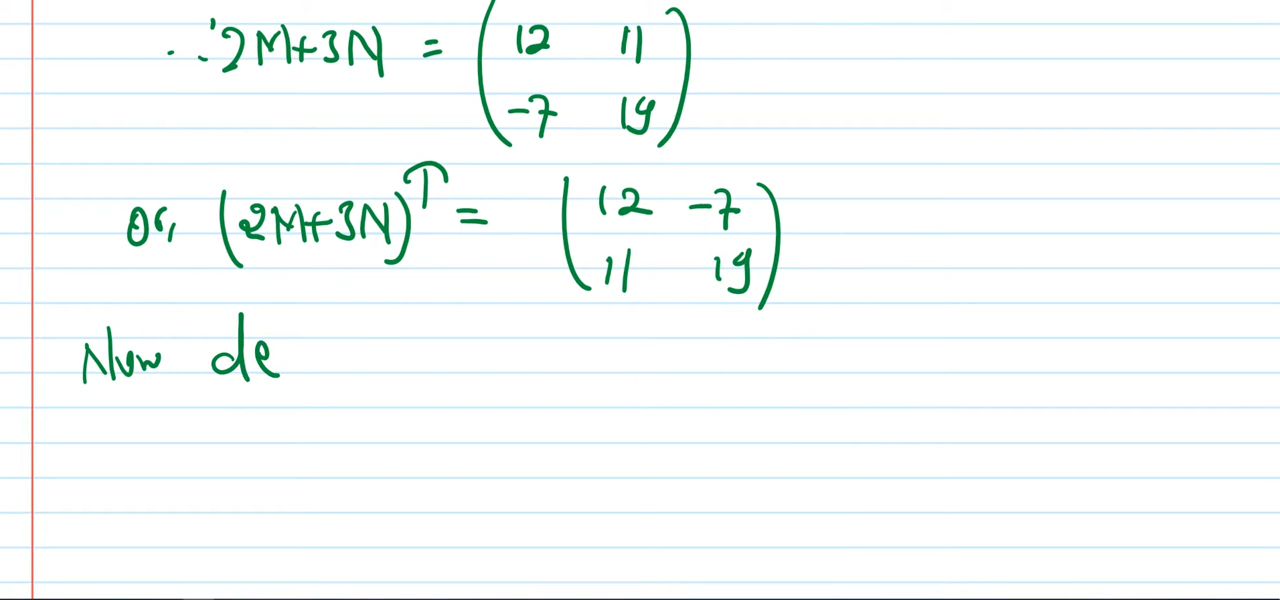 ∴ 2M+3N = (12 11
-7 19)
or, (2M+3N)^T = (12 -7
11 19)
Now de